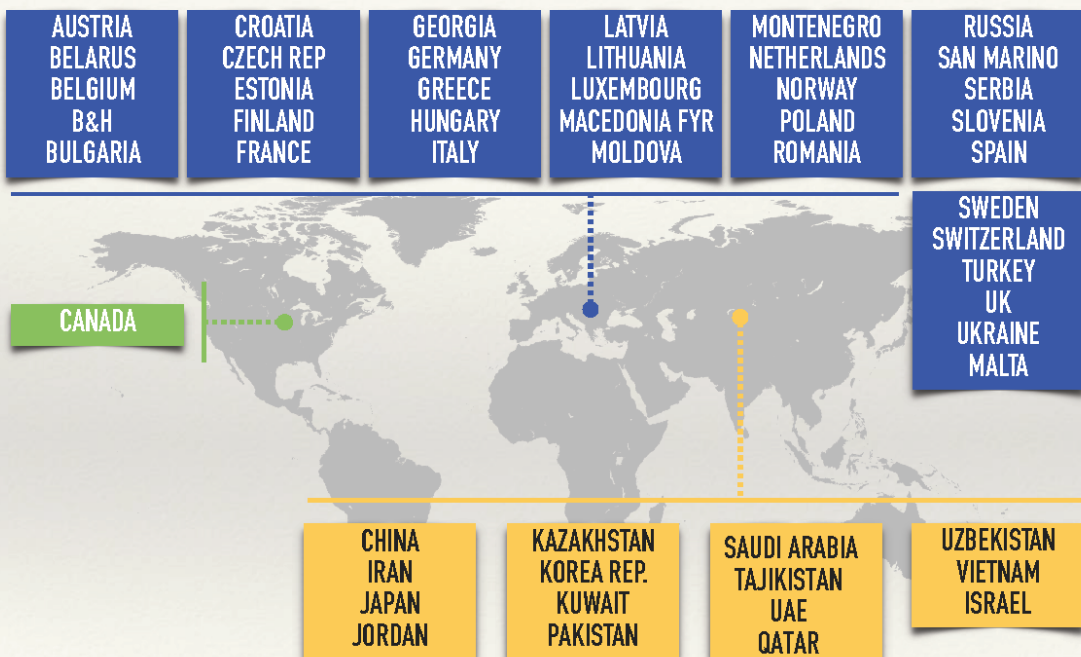 AUSTRIA
BELARUS
BELGIUM
B&H
BULGARIA
CROATIA
CZECH REP
ESTONIA
FINLAND
FRANCE
GEORGIA
GERMANY
GREECE
HUNGARY
ITALY
LATVIA
LITHUANIA
LUXEMBOURG
MACEDONIA FYR
MOLDOVA
MONTENEGRO
NETHERLANDS
NORWAY
POLAND
ROMANIA
RUSSIA
SAN MARINO
SERBIA
SLOVENIA
SPAIN
SWEDEN
SWITZERLAND
TURKEY
UK
UKRAINE
MALTA
CANADA
CHINA
IRAN
JAPAN
JORDAN
KAZAKHSTAN
KOREA REP.
KUWAIT
PAKISTAN
SAUDI ARABIA
TAJIKISTAN
UAE
QATAR
UZBEKISTAN
VIETNAM
ISRAEL